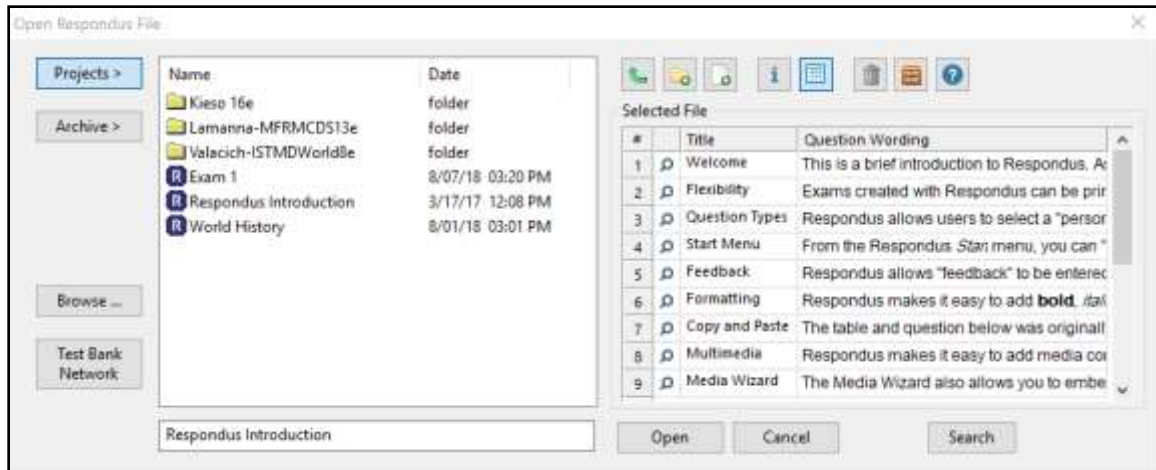 Open Respondus File
Projects >
Archive >
Browse ...
Test Bank
Network
Name Date
Kieso 16e folder
Lamanna-MFRMCDS13e folder
Valacich-ISTMDWorld8e folder
Exam 1 8/07/18 03:20 PM
Respondus Introduction 3/17/17 12:08 PM
World History 8/01/18 03:01 PM
Respondus Introduction
Selected File
# Title Question Wording
1 Welcome This is a brief introduction to Respondus. Ac
2 Flexibility Exams created with Respondus can be prin
3 Question Types Respondus allows users to select a "person
4 Start Menu From the Respondus Start menu, you can "
5 Feedback Respondus allows "feedback" to be entered
6 Formatting Respondus makes it easy to add bold, itali
7 Copy and Paste The table and question below was originall
8 Multimedia Respondus makes it easy to add media con
9 Media Wizard The Media Wizard also allows you to embe
Open Cancel Search